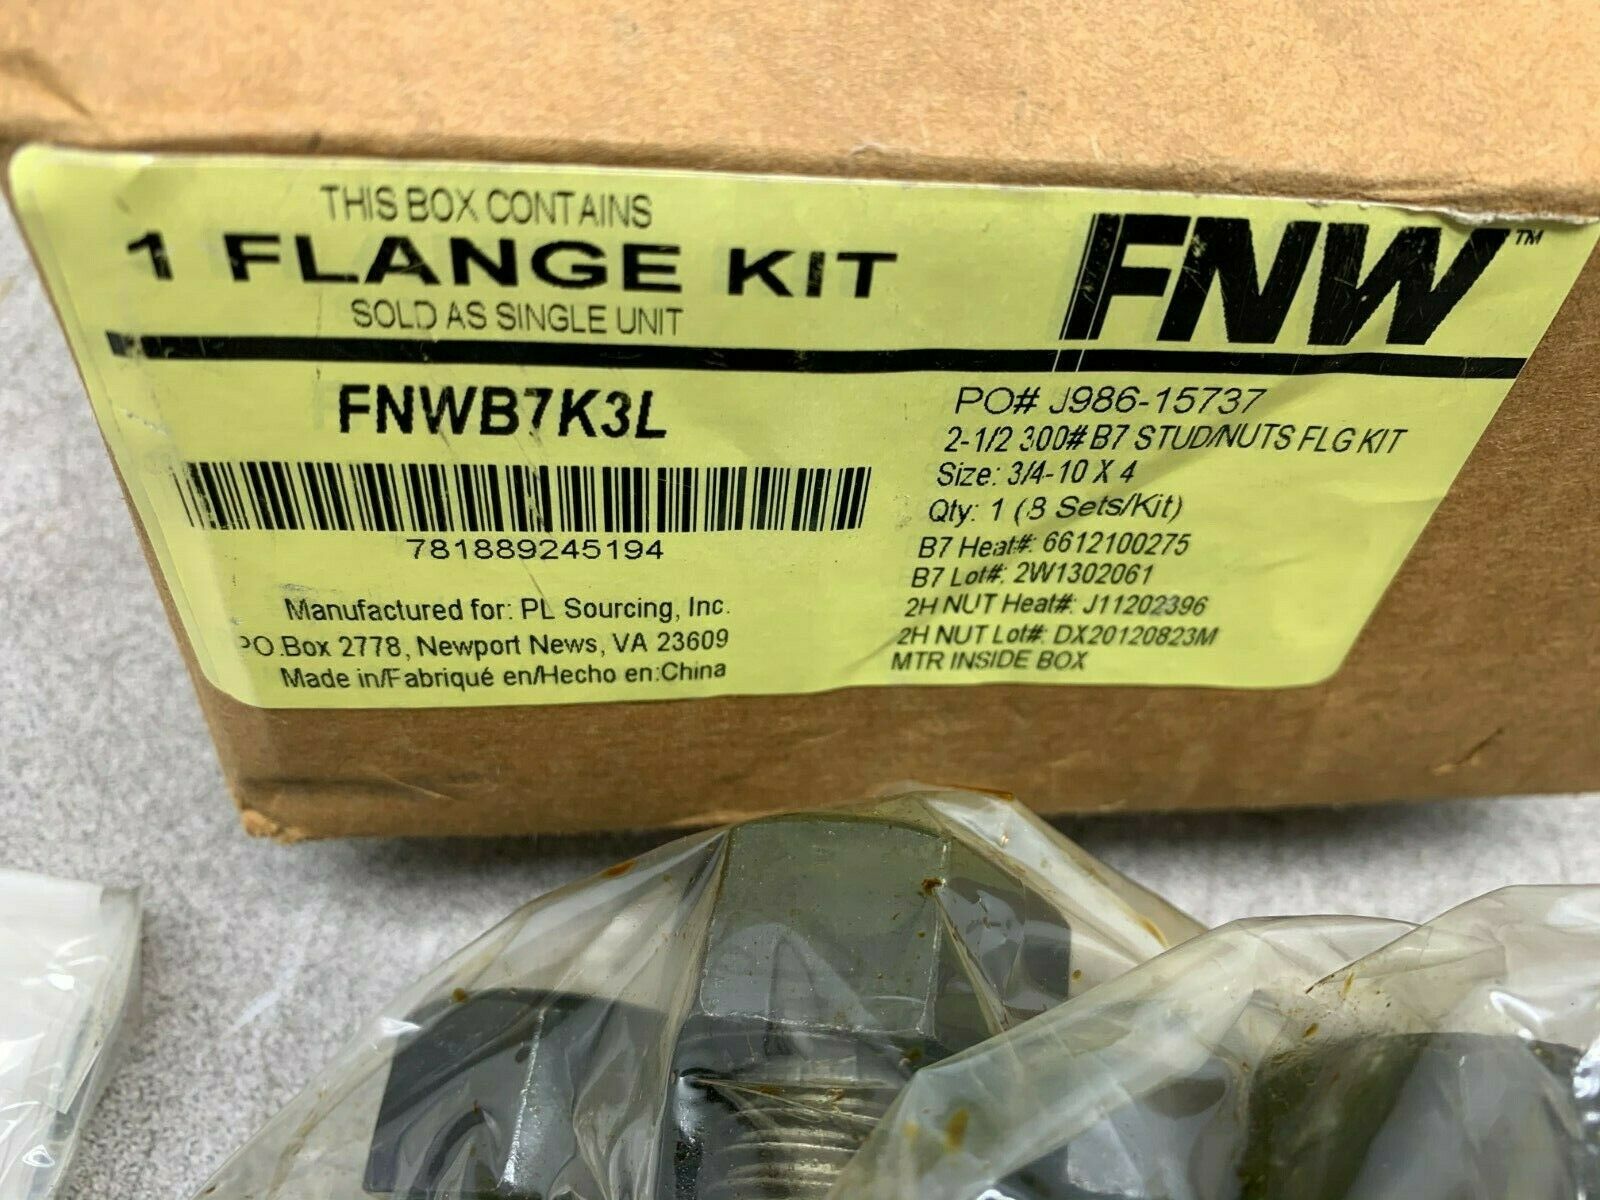 THIS BOX CONTAINS
1 FLANGE KIT
SOLD AS SINGLE UNIT
FNW™
FNWB7K3L
781889245194
Manufactured for: PL Sourcing, Inc.
PO.Box 2778, Newport News, VA 23609
Made in/Fabriqué en/Hecho en:China
PO# J986-15737
2-1/2 300# B7 STUD/NUTS FLG KIT
Size: 3/4-10 X 4
Qty: 1 (8 Sets/Kit)
B7 Heat#: 6612100275
B7 Lot#: 2W1302061
2H NUT Heat#: J11202396
2H NUT Lot#: DX20120823M
MTR INSIDE BOX